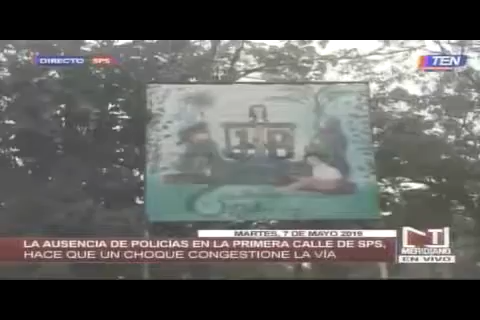 DIRECTO SPS
TEN
MARTES, 7 DE MAYO 2019
LA AUSENCIA DE POLICÍAS EN LA PRIMERA CALLE DE SPS,
HACE QUE UN CHOQUE CONGESTIONE LA VÍA
MERIDIANO
EN VIVO